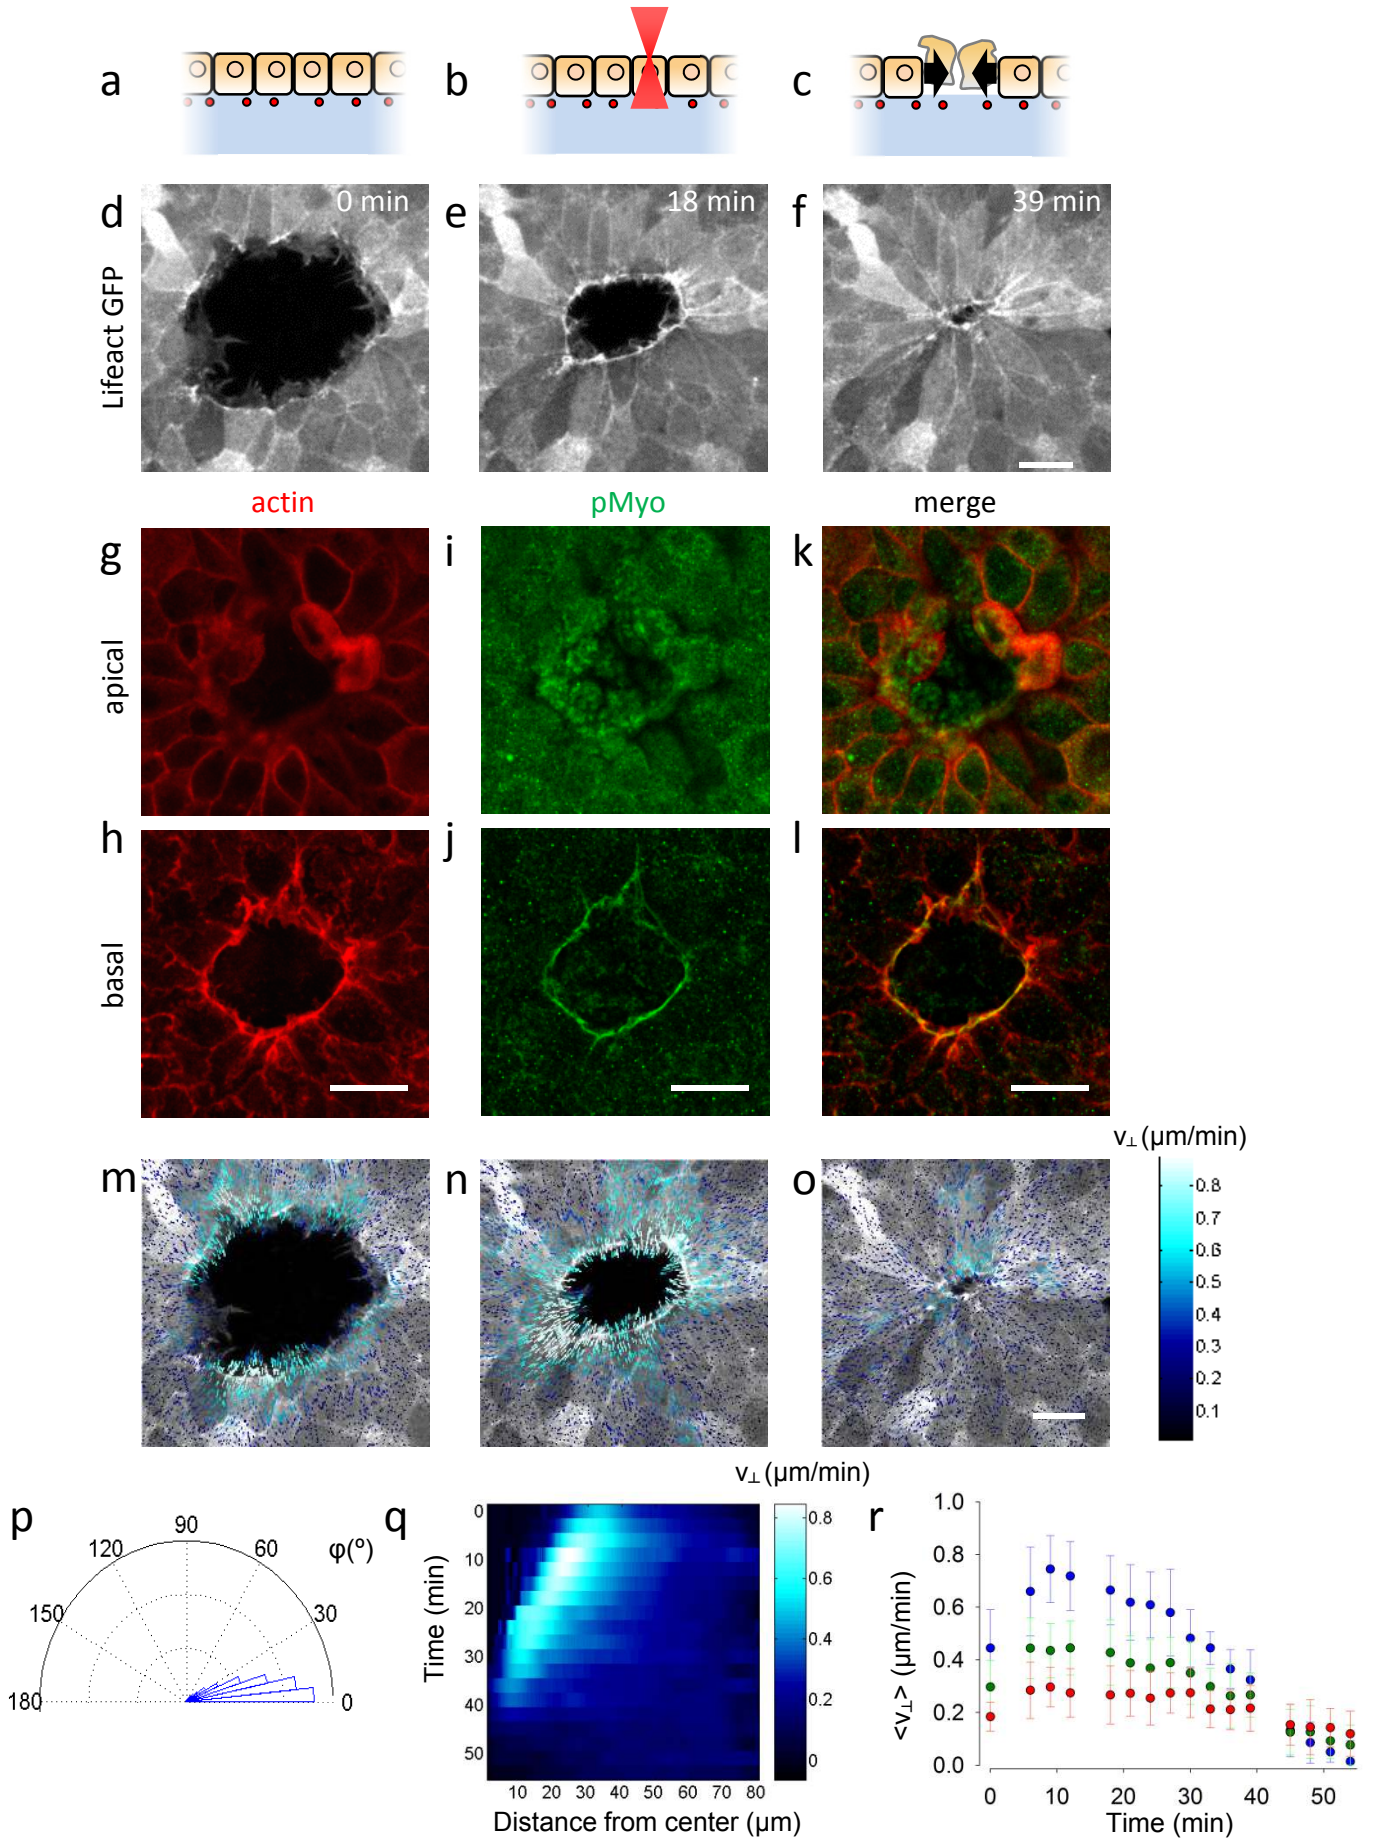 a
b
c
d
0 min
e
18 min
f
39 min
Lifeact GFP
actin
pMyo
merge
g
i
k
apical
h
j
l
basal
v⊥ (µm/min)
m
n
o
0.8
0.7
0.6
0.5
0.4
0.3
0.2
0.1
p
90
120
60
φ(º)
150
30
180
0
q
v⊥ (µm/min)
0
10
20
30
40
50
Time (min)
10 20 30 40 50 60 70 80
Distance from center (µm)
0.8
0.6
0.4
0.2
0
r
1.0
0.8
0.6
0.4
0.2
0.0
<v⊥> (µm/min)
0 10 20 30 40 50
Time (min)